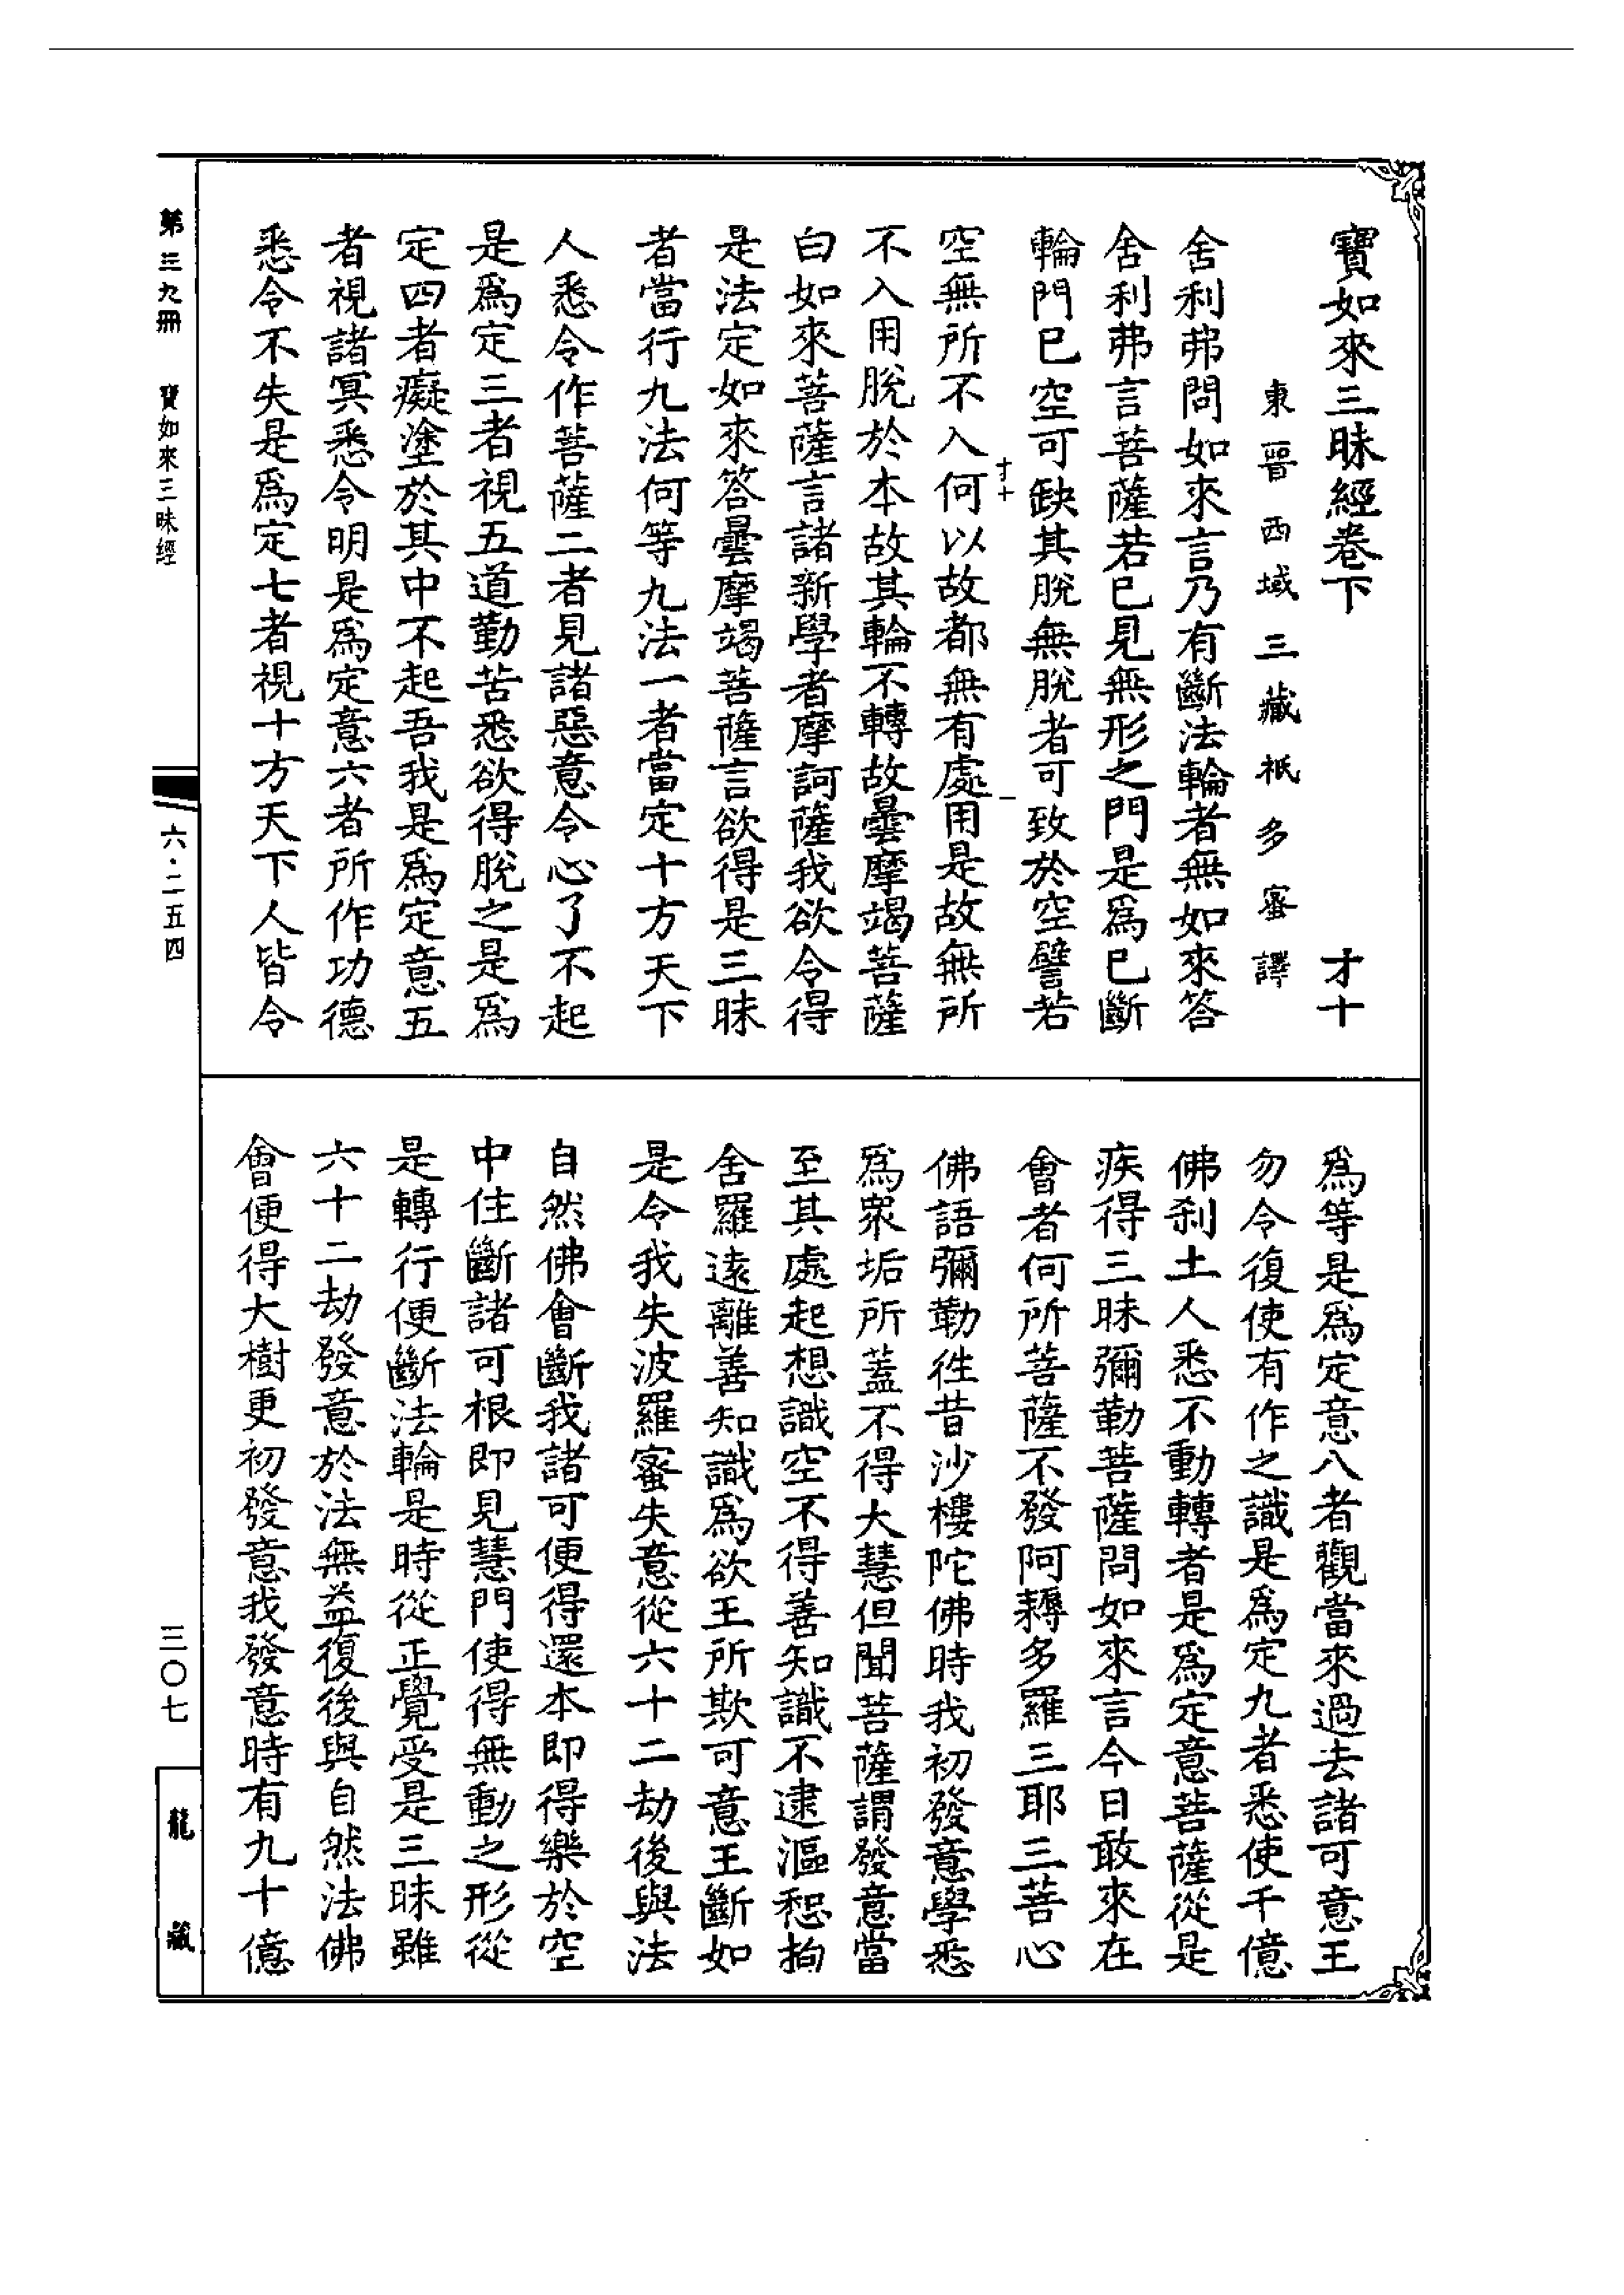 寶如來三昧經卷下　才十
東晉西域三藏祇多蜜譯
舍利弗問如來言乃有斷法輪者無如來答
舍利弗言菩薩若已見無形之門是爲已斷
輪門已空可缺其脫無脫者可致於空譬若
才十　一
空無所不入何以故都無有處用是故無所
不入用脫於本故其輪不轉故曇摩竭菩薩
白如來菩薩言諸新學者摩訶薩我欲令得
是法定如來答曇摩竭菩薩言欲得是三昧
者當行九法何等九法一者當定十方天下
人悉令作菩薩二者見諸惡意令心了不起
是爲定三者視五道勤苦悉欲得脫之是爲
定四者癡塗於其中不起吾我是爲定意五
者視諸冥悉令明是爲定意六者所作功德
悉令不失是爲定七者視十方天下人皆令
爲等是爲定意八者觀當來過去諸可意王
勿令復使有作之識是爲定九者悉使千億
佛剎土人悉不動轉者是爲定意菩薩從是
疾得三昧彌勒菩薩問如來言今日敢來在
會者何所菩薩不發阿耨多羅三耶三菩心
佛語彌勒徃昔沙樓陀佛時我初發意學悉
爲眾垢所蓋不得大慧但聞菩薩謂發意當
至其處起想識空不得善知識不逮漚惒拘
舍羅遠離善知識爲欲王所欺可意王斷如
是令我失波羅蜜失意從六十二劫後與法
自然佛會斷我諸可便得還本即得樂於空
中住斷諸可根即見慧門使得無動之形從
是轉行便斷法輪是時從正覺受是三昧雖
六十二劫發意於法無益復後與自然法佛
會便得大樹更初發意我發意時有九十億
第三九冊　寶如來三昧經
六·二五四
三〇七
龍藏